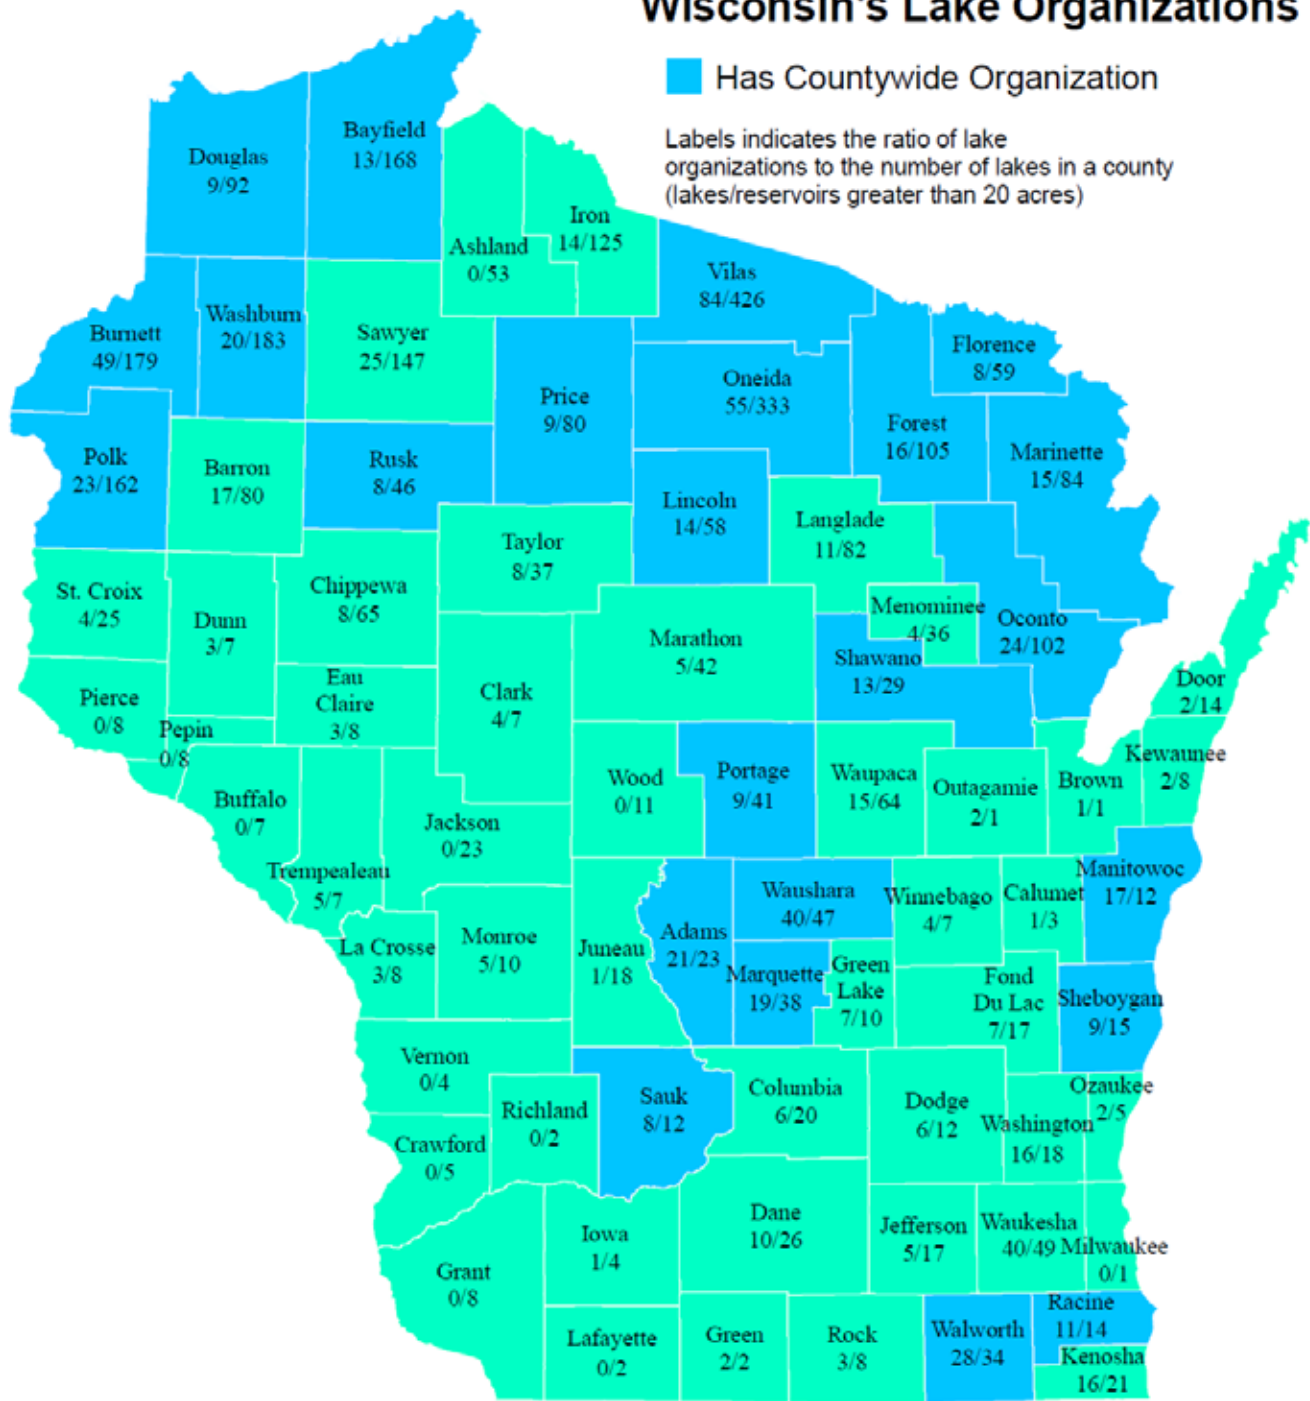 Wisconsin's Lake Organizations
Has Countywide Organization
Labels indicates the ratio of lake
organizations to the number of lakes in a county
(lakes/reservoirs greater than 20 acres)
Douglas
9/92
Bayfield
13/168
Ashland
0/53
Iron
14/125
Vilas
84/426
Burnett
49/179
Washburn
20/183
Sawyer
25/147
Price
9/80
Oneida
55/333
Florence
8/59
Forest
16/105
Marinette
15/84
Polk
23/162
Barron
17/80
Rusk
8/46
Lincoln
14/58
Langlade
11/82
Taylor
8/37
St. Croix
4/25
Dunn
3/7
Chippewa
8/65
Marathon
5/42
Menominee
4/36
Oconto
24/102
Shawano
13/29
Pierce
0/8
Pepin
0/8
Eau
Claire
3/8
Clark
4/7
Door
2/14
Buffalo
0/7
Trempealeau
5/7
Jackson
0/23
Wood
0/11
Portage
9/41
Waupaca
15/64
Outagamie
2/1
Brown
1/1
Kewaunee
2/8
La Crosse
3/8
Monroe
5/10
Juneau
1/18
Adams
21/23
Waushara
40/47
Marquette
19/38
Green
Lake
7/10
Winnebago
4/7
Calumet
1/3
Manitowoc
17/12
Fond
Du Lac
7/17
Sheboygan
9/15
Vernon
0/4
Richland
0/2
Crawford
0/5
Sauk
8/12
Columbia
6/20
Dodge
6/12
Washington
16/18
Ozaukee
2/5
Grant
0/8
Iowa
1/4
Dane
10/26
Jefferson
5/17
Waukesha
40/49
Milwaukee
0/1
Lafayette
0/2
Green
2/2
Rock
3/8
Walworth
28/34
Racine
11/14
Kenosha
16/21